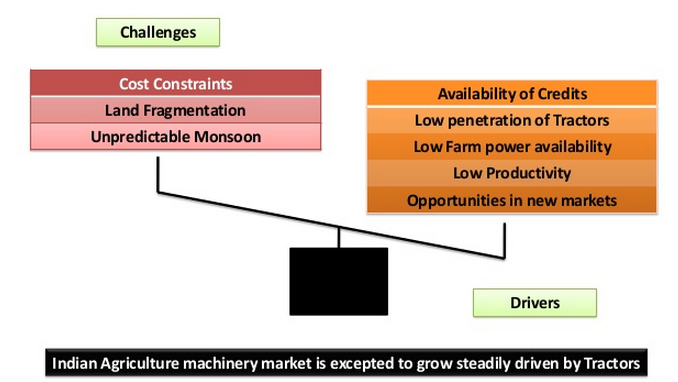 Challenges
Cost Constraints
Land Fragmentation
Unpredictable Monsoon
Availability of Credits
Low penetration of Tractors
Low Farm power availability
Low Productivity
Opportunities in new markets
Drivers
Indian Agriculture machinery market is excepted to grow steadily driven by Tractors